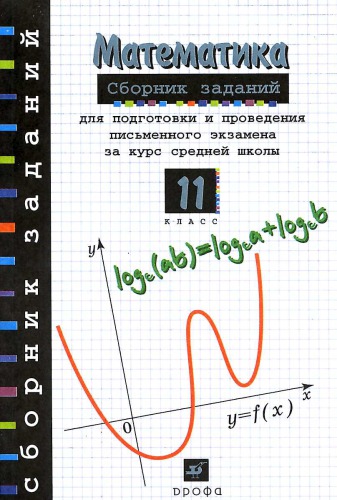 Математика
Сборник заданий
для подготовки и проведения
письменного экзамена
за курс средней школы
11
КЛАСС
logc(ab)=logca+logcb
y
x
0
y=f(x)
дрофа
сборник заданий